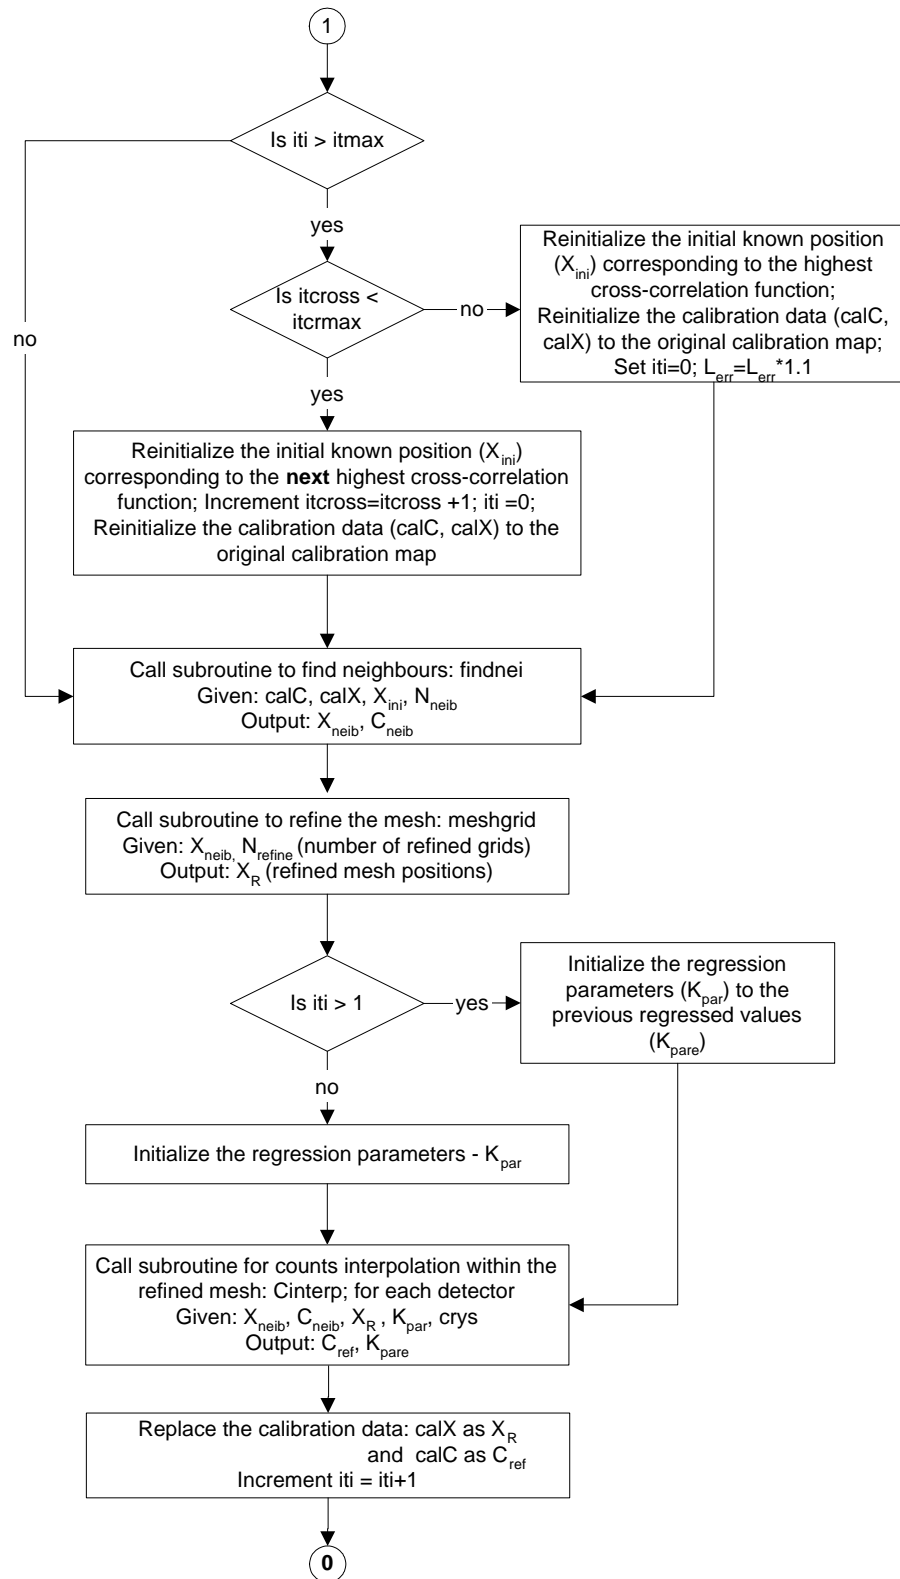 1
Is iti > itmax
yes
no
Is itcross <
itcrmax
no
yes
Reinitialize the initial known position
(Xini) corresponding to the highest
cross-correlation function;
Reinitialize the calibration data (calC,
calX) to the original calibration map;
Set iti=0; Lerr=Lerr*1.1
Reinitialize the initial known position (Xini)
corresponding to the next highest cross-correlation
function; Increment itcross=itcross +1; iti =0;
Reinitialize the calibration data (calC, calX) to the
original calibration map
Call subroutine to find neighbours: findnei
Given: calC, calX, Xini, Nneib
Output: Xneib, Cneib
Call subroutine to refine the mesh: meshgrid
Given: Xneib, Nrefine (number of refined grids)
Output: XR (refined mesh positions)
Is iti > 1
yes
no
Initialize the regression
parameters (Kpar) to the
previous regressed values
(Kpare)
Initialize the regression parameters - Kpar
Call subroutine for counts interpolation within the
refined mesh: Cinterp; for each detector
Given: Xneib, Cneib, XR , Kpar, crys
Output: Cref, Kpare
Replace the calibration data: calX as XR
and calC as Cref
Increment iti = iti+1
0